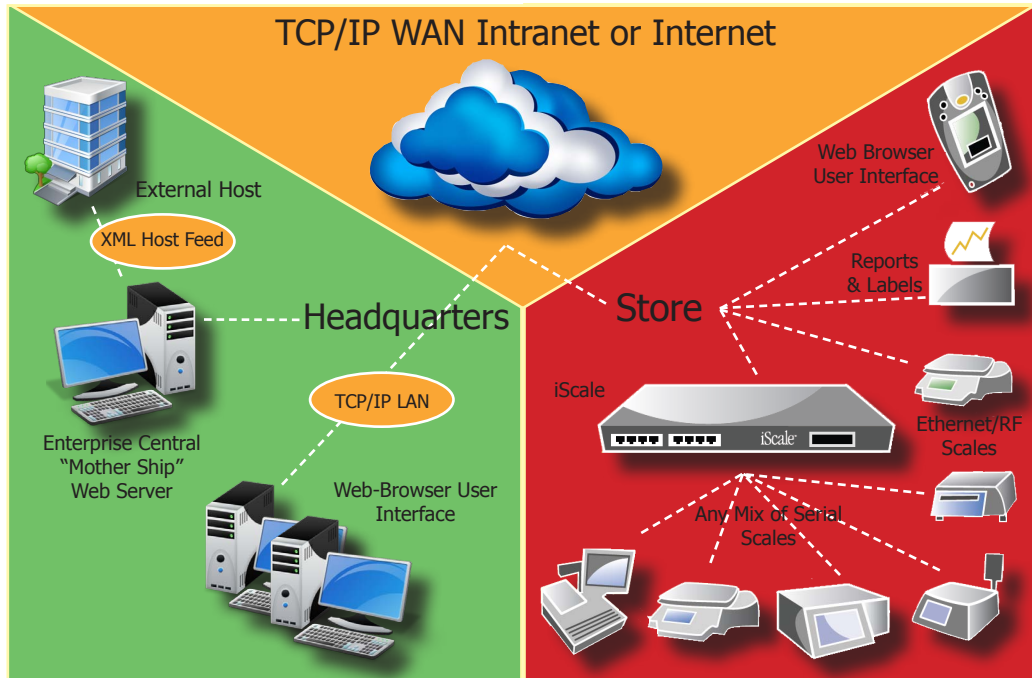 TCP/IP WAN Intranet or Internet
External Host
XML Host Feed
Headquarters
TCP/IP LAN
Enterprise Central
“Mother Ship”
Web Server
Web-Browser User
Interface
Web Browser
User Interface
Reports
& Labels
Store
iScale
iScale
Ethernet/RF
Scales
Any Mix of Serial
Scales